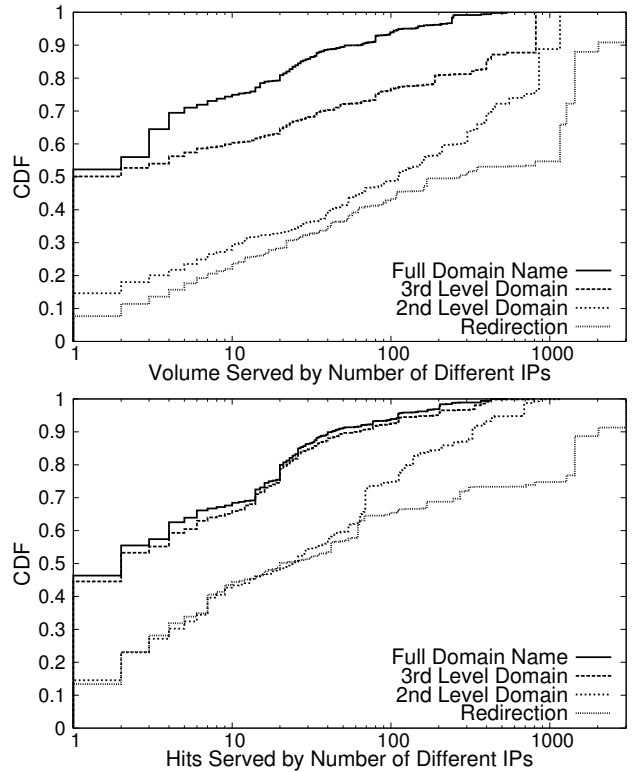 1
0.9
0.8
0.7
0.6
0.5
0.4
0.3
0.2
0.1
0
CDF
Full Domain Name
3rd Level Domain
2nd Level Domain
Redirection
1 10 100 1000
Volume Served by Number of Different IPs
1
0.9
0.8
0.7
0.6
0.5
0.4
0.3
0.2
0.1
0
CDF
Full Domain Name
3rd Level Domain
2nd Level Domain
Redirection
1 10 100 1000
Hits Served by Number of Different IPs